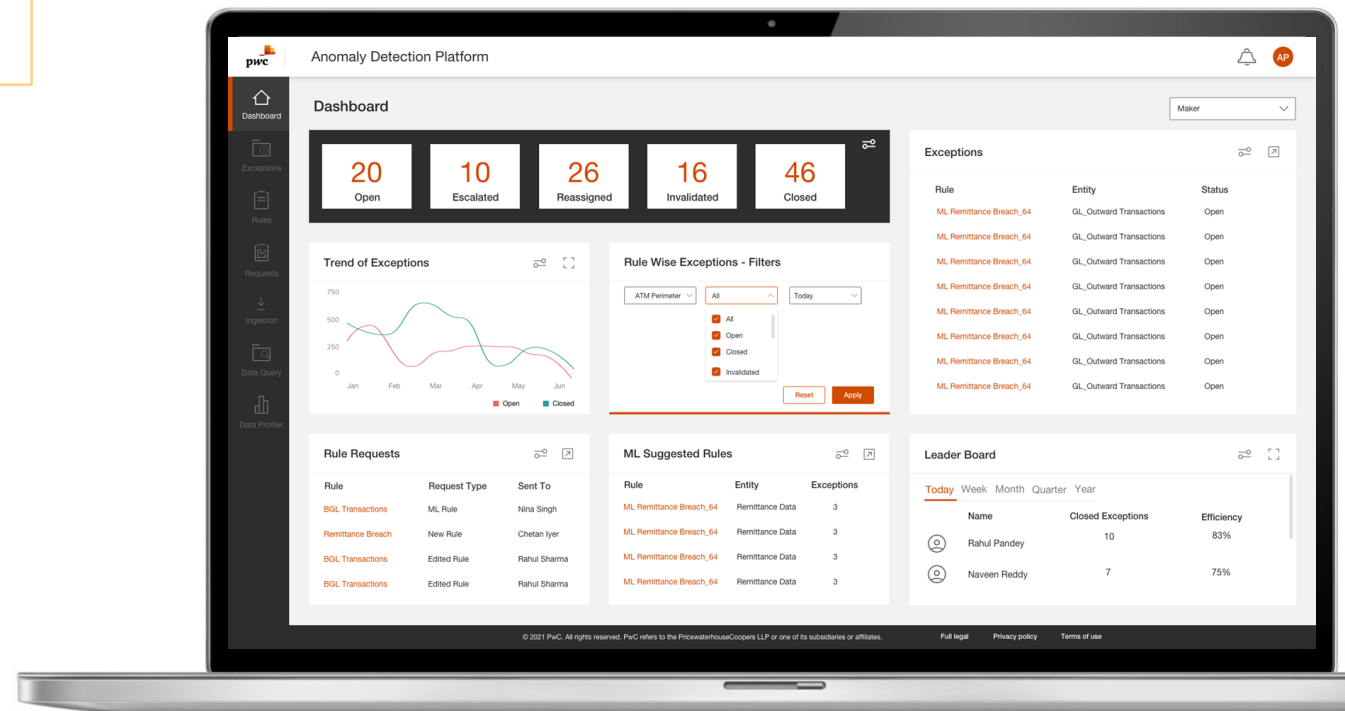 pwc
Anomaly Detection Platform
AP
Dashboard
Exceptions
Rules
Requests
Ingestion
Data Query
Data Profiler
Dashboard
Maker
20
Open
10
Escalated
26
Reassigned
16
Invalidated
46
Closed
Exceptions
Rule Entity Status
ML Remittance Breach_64 GL_Outward Transactions Open
ML Remittance Breach_64 GL_Outward Transactions Open
ML Remittance Breach_64 GL_Outward Transactions Open
ML Remittance Breach_64 GL_Outward Transactions Open
ML Remittance Breach_64 GL_Outward Transactions Open
ML Remittance Breach_64 GL_Outward Transactions Open
ML Remittance Breach_64 GL_Outward Transactions Open
ML Remittance Breach_64 GL_Outward Transactions Open
Trend of Exceptions
750
500
250
0
Jan Feb Mar Apr May Jun
Open Closed
Rule Wise Exceptions - Filters
ATM Perimeter All Today
All
Open
Closed
Invalidated
Reset Apply
Rule Requests
Rule Request Type Sent To
BGL Transactions ML Rule Nina Singh
Remittance Breach New Rule Chetan Iyer
BGL Transactions Edited Rule Rahul Sharma
BGL Transactions Edited Rule Rahul Sharma
ML Suggested Rules
Rule Entity Exceptions
ML Remittance Breach_64 Remittance Data 3
ML Remittance Breach_64 Remittance Data 3
ML Remittance Breach_64 Remittance Data 3
ML Remittance Breach_64 Remittance Data 3
Leader Board
Today Week Month Quarter Year
Name Closed Exceptions Efficiency
Rahul Pandey 10 83%
Naveen Reddy 7 75%
© 2021 PwC. All rights reserved. PwC refers to the PricewaterhouseCoopers LLP or one of its subsidiaries or affiliates. Full legal Privacy policy Terms of use